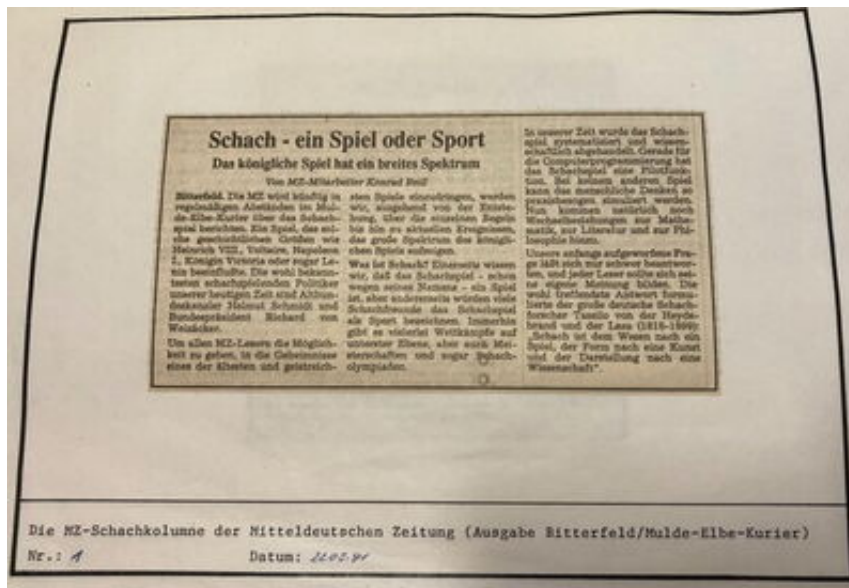 Schach - ein Spiel oder Sport
Das königliche Spiel hat ein breites Spektrum
Von MZ-Mitarbeiter Konrad Reiß
Bitterfeld. Die MZ wird künftig in
regelmäßigen Abständen im Mul-
de-Elbe-Kurier über das Schach-
spiel berichten. Ein Spiel, das sol-
che geschichtlichen Größen wie
Heinrich VIII., Voltaire, Napoleon
I., Königin Victoria oder sogar Le-
nin beeinflußte. Die wohl bekann-
testen schachspielenden Politiker
unserer heutigen Zeit sind Altbun-
deskanzler Helmut Schmidt und
Bundespräsident Richard von
Weizäcker.
Um allen MZ-Lesern die Möglich-
keit zu geben, in die Geheimnisse
eines der ältesten und geistreich-
sten Spiele einzudringen, werden
wir, ausgehend von der Entste-
hung, über die einzelnen Regeln
bis hin zu aktuellen Ereignissen,
das große Spektrum des königli-
chen Spiels aufzeigen.
Was ist Schach? Einerseits wissen
wir, daß das Schachspiel - schon
wegen seines Namens - ein Spiel
ist, aber andererseits würden viele
Schachfreunde das Schachspiel
als Sport bezeichnen. Immerhin
gibt es vielerlei Wettkämpfe auf
unterster Ebene, aber auch Mei-
sterschaften und sogar Schach-
olympiaden.
In unserer Zeit wurde das Schach-
spiel systematisiert und wissen-
schaftlich abgehandelt. Gerade für
die Computerprogrammierung hat
das Schachspiel eine Pilotfunk-
tion. Bei keinem anderen Spiel
kann das menschliche Denken so
praxisbezogen simuliert werden.
Nun kommen natürlich noch
Wechselbeziehungen zur Mathe-
matik, zur Literatur und zur Phi-
losophie hinzu.
Unsere anfangs aufgeworfene Fra-
ge läßt sich nur schwer beantwor-
ten, und jeder Leser sollte sich sei-
ne eigene Meinung bilden. Die
wohl treffendste Antwort formu-
lierte der große deutsche Schach-
forscher Tassilo von der Heyde-
brand und der Lasa (1818-1899):
„Schach ist dem Wesen nach ein
Spiel, der Form nach eine Kunst
und der Darstellung nach eine
Wissenschaft".
Die MZ-Schachkolumne der Mitteldeutschen Zeitung (Ausgabe Bitterfeld/Mulde-Elbe-Kurier)
Nr.: 1 Datum: 22.02.91